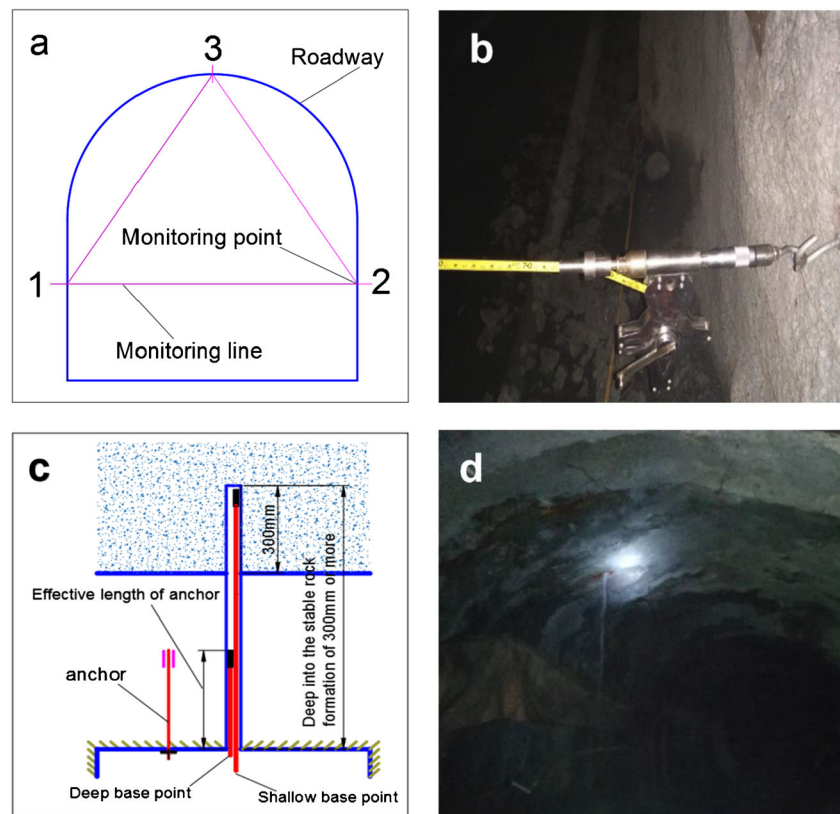 a
3
Roadway
Monitoring point
1
2
Monitoring line
b
c
300mm
Deep into the stable rock
formation of 300mm or more
Effective length of anchor
anchor
Deep base point
Shallow base point
d